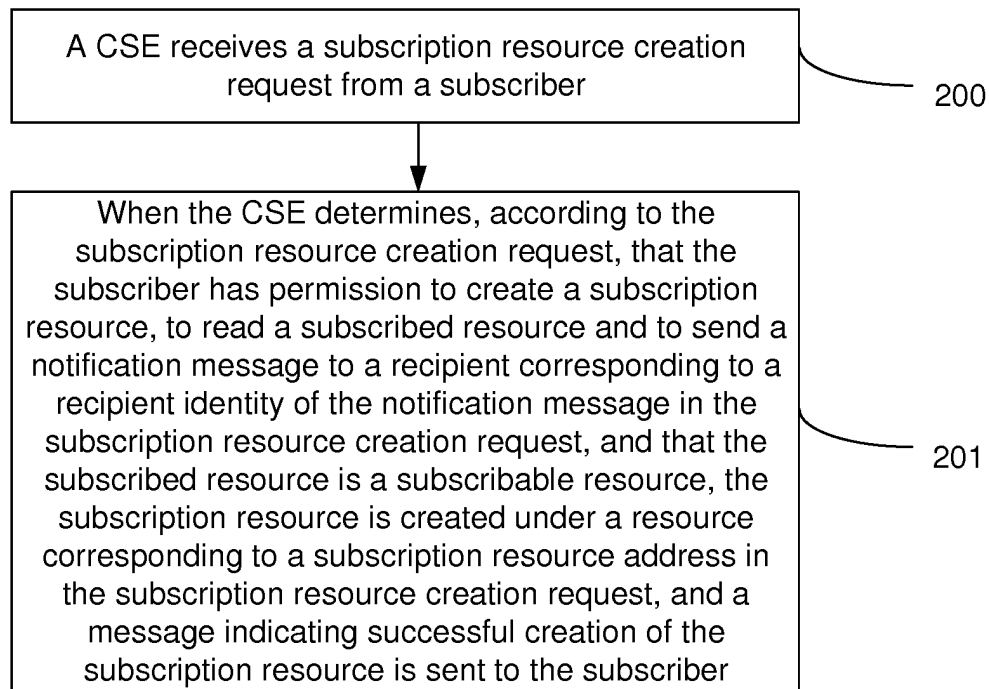 A CSE receives a subscription resource creation
request from a subscriber
200
When the CSE determines, according to the
subscription resource creation request, that the
subscriber has permission to create a subscription
resource, to read a subscribed resource and to send a
notification message to a recipient corresponding to a
recipient identity of the notification message in the
subscription resource creation request, and that the
subscribed resource is a subscribable resource, the
subscription resource is created under a resource
corresponding to a subscription resource address in
the subscription resource creation request, and a
message indicating successful creation of the
subscription resource is sent to the subscriber
201